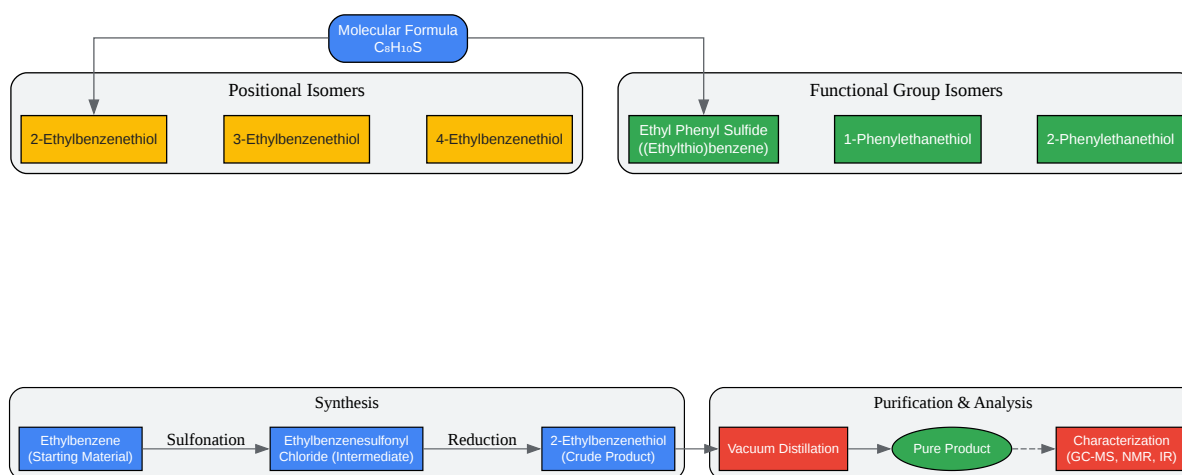 Molecular Formula
C₈H₁₀S
Positional Isomers
2-Ethylbenzenethiol
3-Ethylbenzenethiol
4-Ethylbenzenethiol
Functional Group Isomers
Ethyl Phenyl Sulfide
((Ethylthio)benzene)
1-Phenylethanethiol
2-Phenylethanethiol
Synthesis
Ethylbenzene
(Starting Material)
Sulfonation
Ethylbenzenesulfonyl
Chloride (Intermediate)
Reduction
2-Ethylbenzenethiol
(Crude Product)
Purification & Analysis
Vacuum Distillation
Pure Product
Characterization
(GC-MS, NMR, IR)